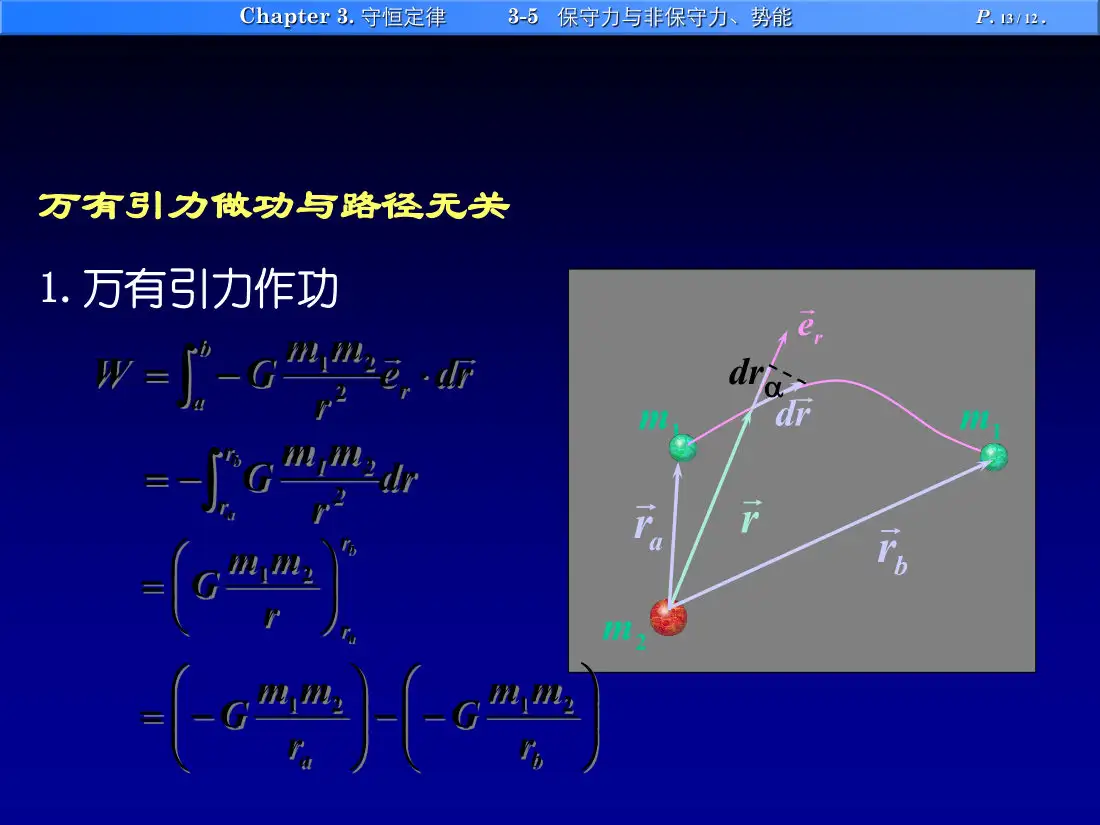 Chapter 3. 守恒定律 3-5 保守力与非保守力、势能 P. 13 / 12 .
万有引力做功与路径无关
1. 万有引力作功
W = ∫_a^b − G (m₁m₂ / r²) e⃗_r · dr⃗
= − ∫_{r_a}^{r_b} G (m₁m₂ / r²) dr
= (G m₁m₂ / r)_{r_a}^{r_b}
= (− G m₁m₂ / r_a) − (− G m₁m₂ / r_b)
e⃗_r
dr
α
dr⃗
m₁
m₁
r⃗_a
r⃗
r⃗_b
m₂